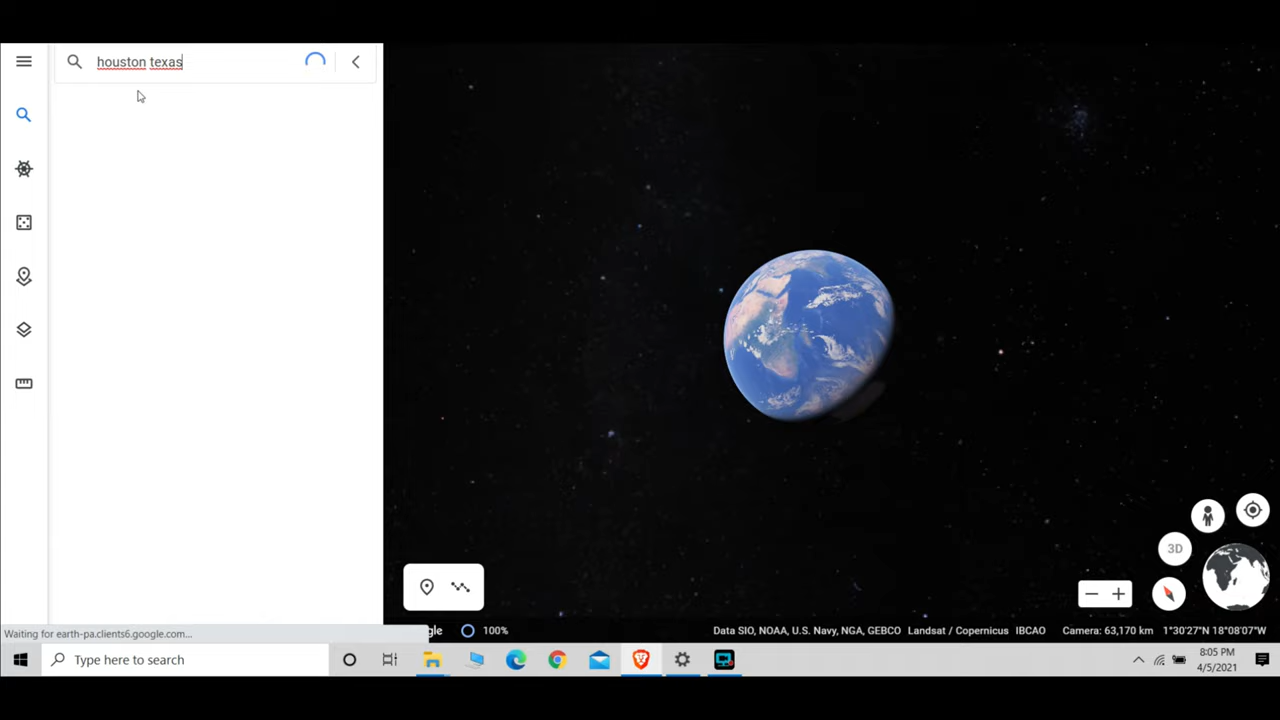 houston texas
3D
Waiting for earth-pa.clients6.google.com...
gle
100%
Data SIO, NOAA, U.S. Navy, NGA, GEBCO Landsat / Copernicus IBCAO
Camera: 63,170 km 1°30'27"N 18°08'07"W
Type here to search
8:05 PM
4/5/2021